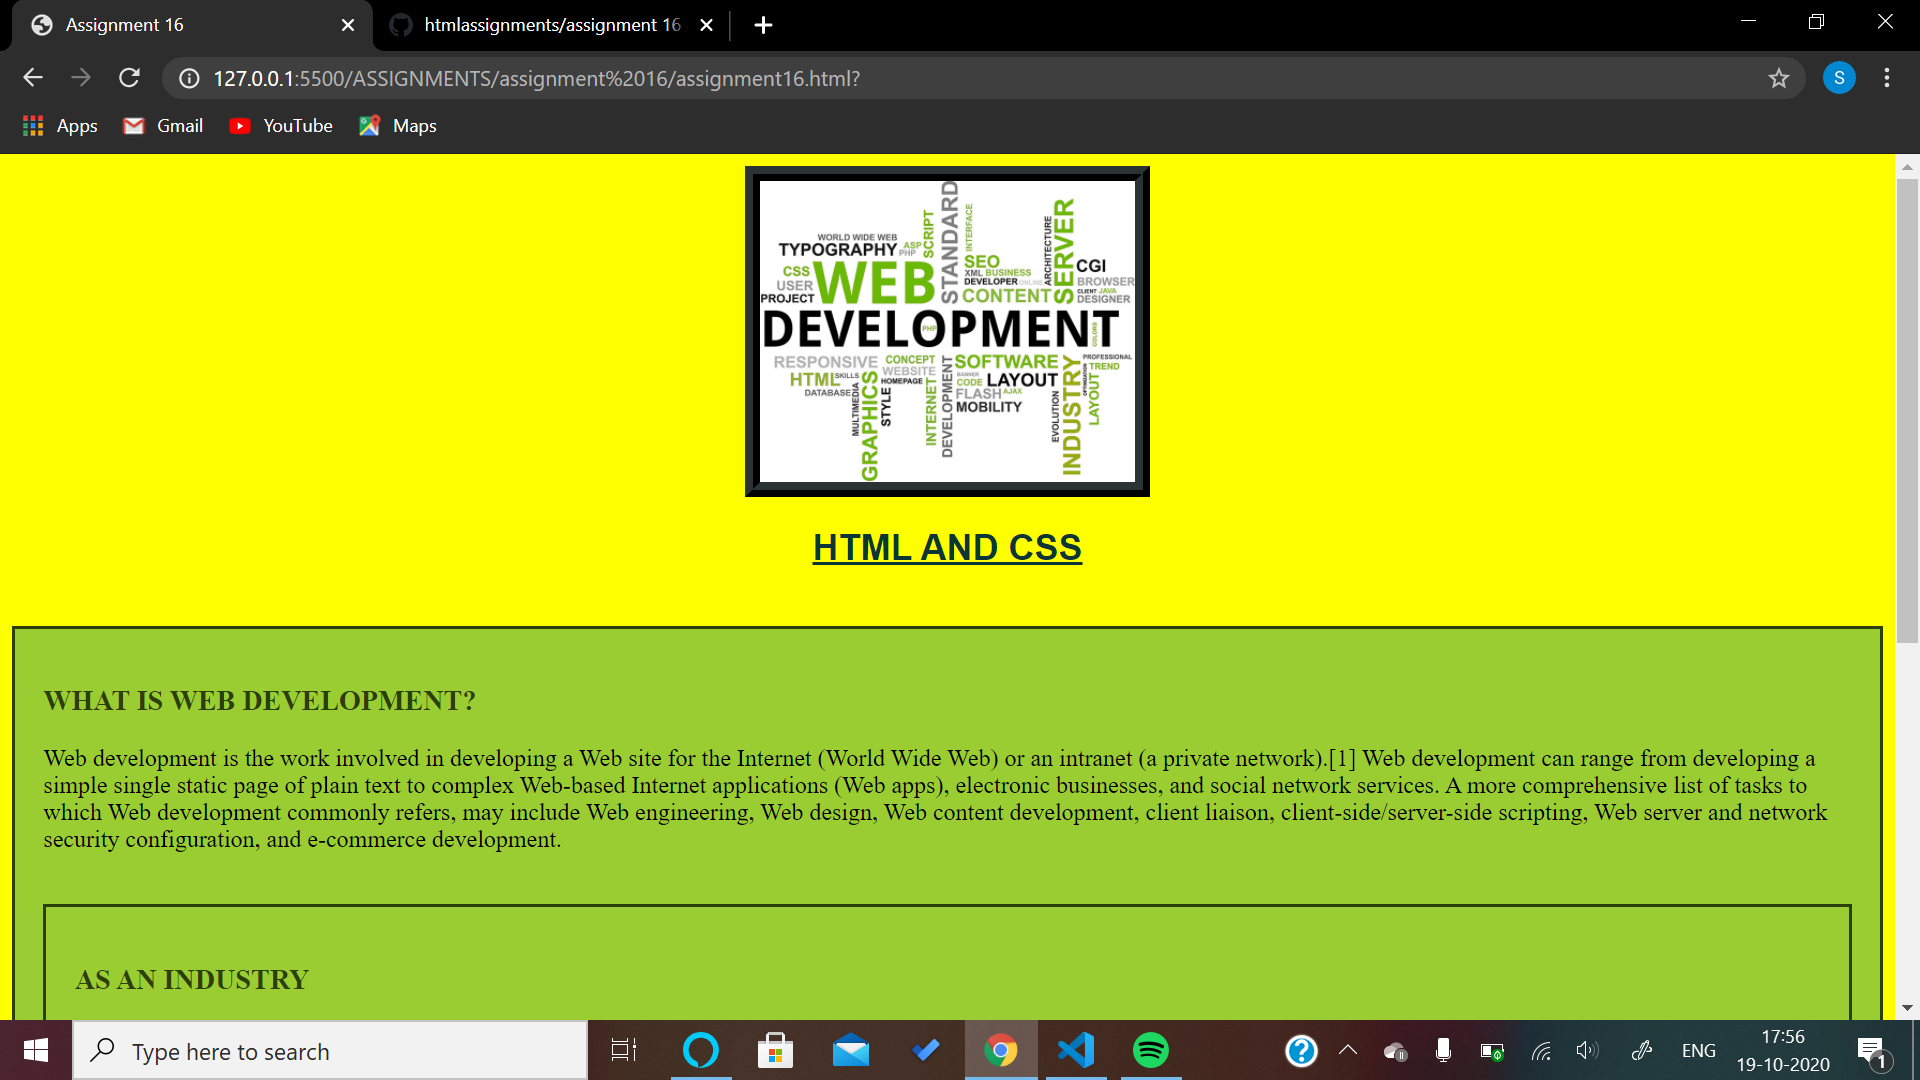 Assignment 16
htmlassignments/assignment 16
127.0.0.1:5500/ASSIGNMENTS/assignment%2016/assignment16.html?
S
Apps
Gmail
YouTube
Maps
WORLD WIDE WEB
TYPOGRAPHY
ASP
PHP
SCRIPT
STANDARD
INTERFACE
ARCHITECTURE
SERVER
CSS
USER
PROJECT
WEB
SEO
XML BUSINESS
DEVELOPER ONLINE
CONTENT
CGI
BROWSER
CLIENT JAVA
DESIGNER
DEVELOPMENT
PHP
COLORS
RESPONSIVE
HTML
SKILLS
DATABASE
MULTIMEDIA
GRAPHICS
STYLE
CONCEPT
WEBSITE
HOMEPAGE
INTERNET
DEVELOPMENT
SOFTWARE
BANNER
CODE
LAYOUT
FLASH
AJAX
MOBILITY
EVOLUTION
INDUSTRY
OPTIMIZATION
PROFESSIONAL
TREND
LAYOUT
HTML AND CSS
WHAT IS WEB DEVELOPMENT?
Web development is the work involved in developing a Web site for the Internet (World Wide Web) or an intranet (a private network).[1] Web development can range from developing a
simple single static page of plain text to complex Web-based Internet applications (Web apps), electronic businesses, and social network services. A more comprehensive list of tasks to
which Web development commonly refers, may include Web engineering, Web design, Web content development, client liaison, client-side/server-side scripting, Web server and network
security configuration, and e-commerce development.
AS AN INDUSTRY
Type here to search
ENG
17:56
19-10-2020
1